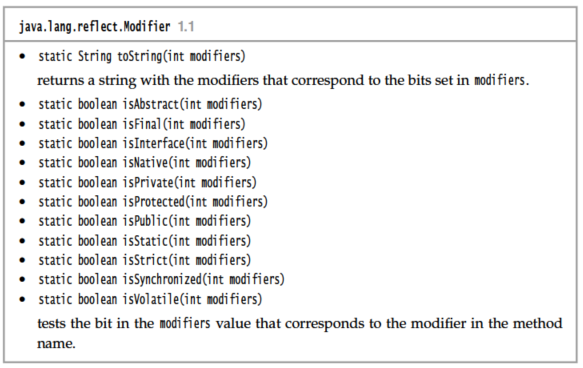 java.lang.reflect.Modifier 1.1
• static String toString(int modifiers)
returns a string with the modifiers that correspond to the bits set in modifiers.
• static boolean isAbstract(int modifiers)
• static boolean isFinal(int modifiers)
• static boolean isInterface(int modifiers)
• static boolean isNative(int modifiers)
• static boolean isPrivate(int modifiers)
• static boolean isProtected(int modifiers)
• static boolean isPublic(int modifiers)
• static boolean isStatic(int modifiers)
• static boolean isStrict(int modifiers)
• static boolean isSynchronized(int modifiers)
• static boolean isVolatile(int modifiers)
tests the bit in the modifiers value that corresponds to the modifier in the method
name.